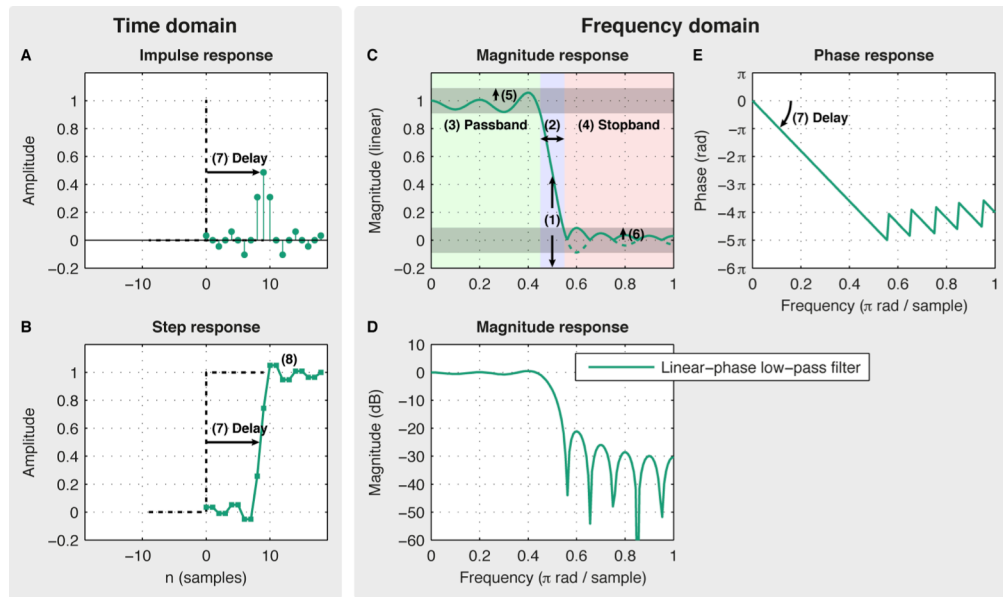 Time domain
A
Impulse response
Amplitude
1
0.8
0.6
0.4
0.2
0
−0.2
(7) Delay
−10
0
10
B
Step response
Amplitude
1
0.8
0.6
0.4
0.2
0
−0.2
(8)
(7) Delay
−10
0
10
n (samples)
Frequency domain
C
Magnitude response
Magnitude (linear)
1
0.8
0.6
0.4
0.2
0
−0.2
(5)
(3) Passband
(2)
(4) Stopband
(1)
(6)
0
0.2
0.4
0.6
0.8
1
E
Phase response
Phase (rad)
π
0
−π
−2 π
−3 π
−4 π
−5 π
−6 π
(7) Delay
0
0.2
0.4
0.6
0.8
1
Frequency (π rad / sample)
D
Magnitude response
Magnitude (dB)
10
0
−10
−20
−30
−40
−50
−60
Linear−phase low−pass filter
0
0.2
0.4
0.6
0.8
1
Frequency (π rad / sample)